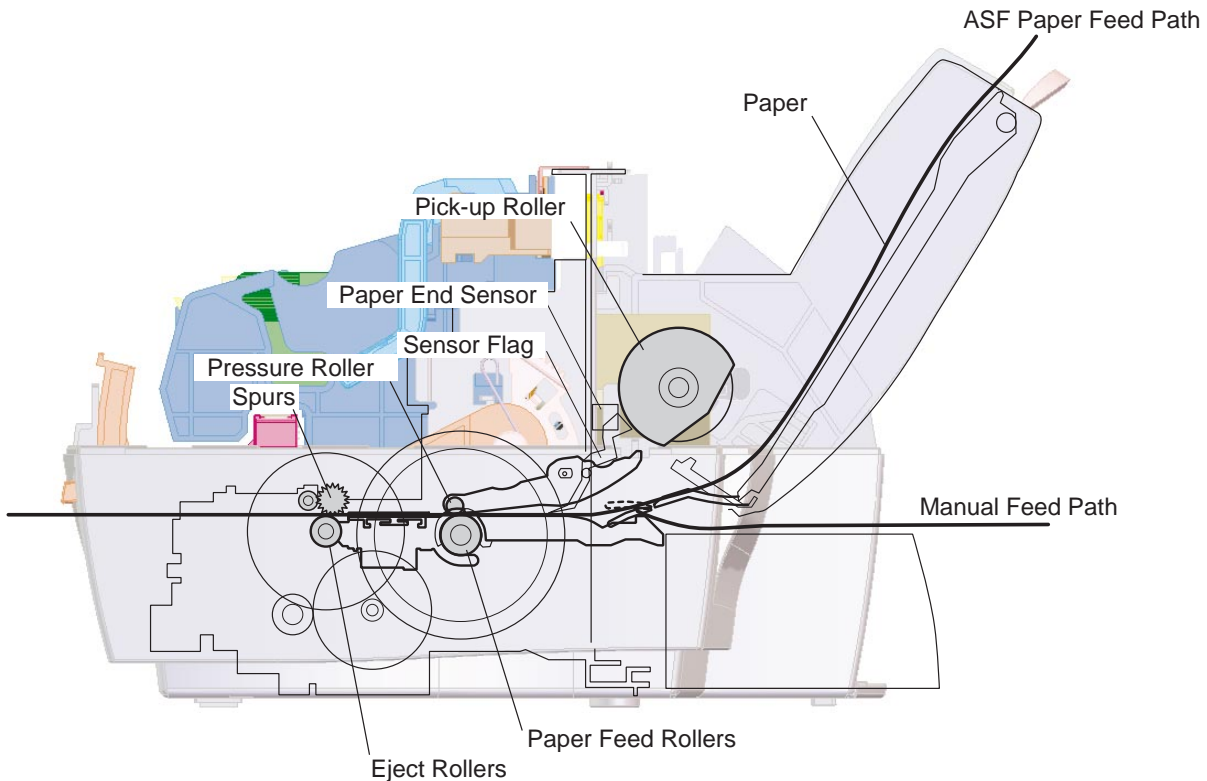 ASF Paper Feed Path
Paper
Pick-up Roller
Paper End Sensor
Sensor Flag
Pressure Roller
Spurs
Manual Feed Path
Paper Feed Rollers
Eject Rollers